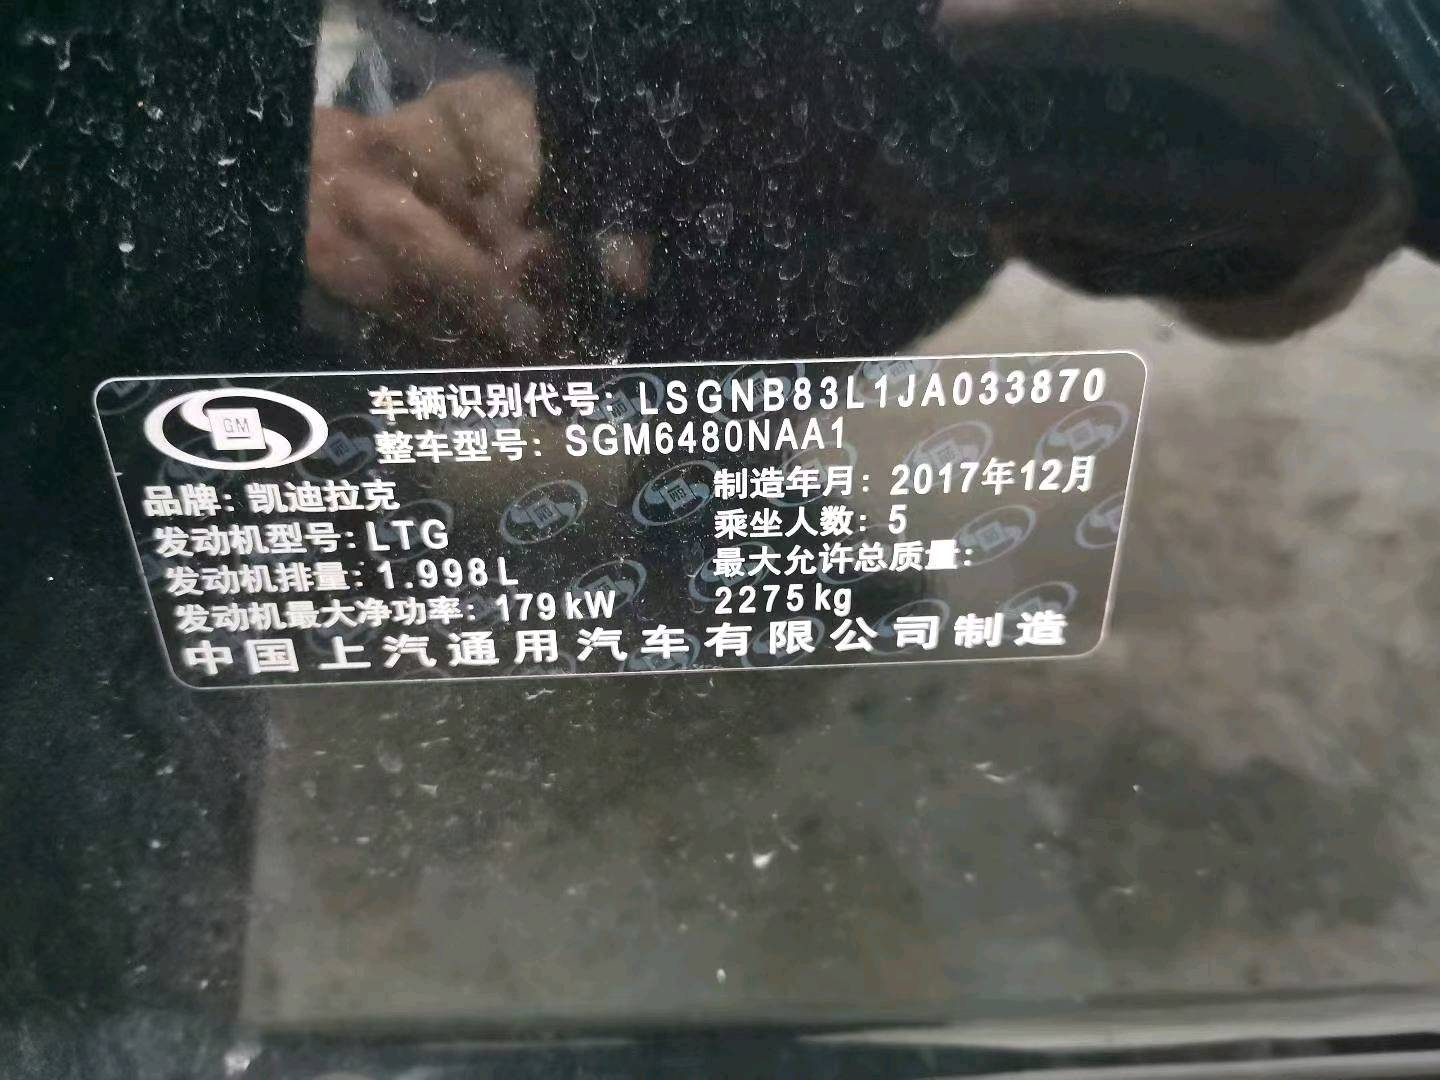 GM
车辆识别代号: LSGNB83L1JA033870
整车型号: SGM6480NAA1
品牌: 凯迪拉克
制造年月: 2017年12月
发动机型号: LTG
乘坐人数: 5
发动机排量: 1.998L
最大允许总质量:
发动机最大净功率: 179kW
2275kg
中国上汽通用汽车有限公司制造